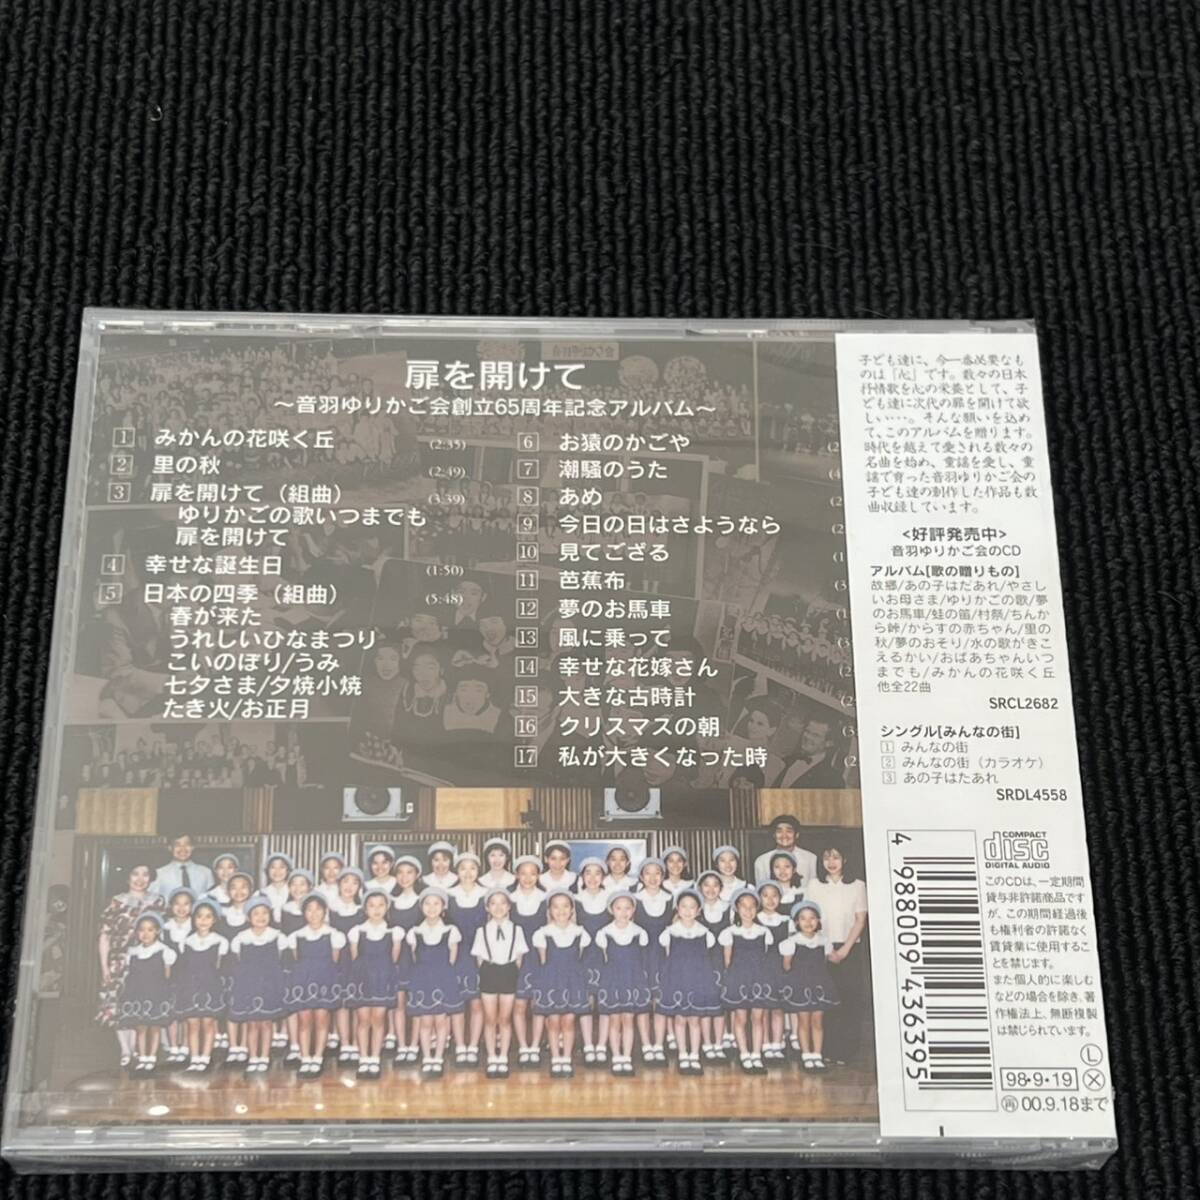 扉を開けて
～音羽ゆりかご会創立65周年記念アルバム～
1 みかんの花咲く丘 (2:35)
2 里の秋 (2:49)
3 扉を開けて（組曲） (3:39)
ゆりかごの歌いつまでも
扉を開けて
4 幸せな誕生日 (1:50)
5 日本の四季（組曲） (5:48)
春が来た
うれしいひなまつり
こいのぼり/うみ
七夕さま/夕焼小焼
たき火/お正月
6 お猿のかごや
7 潮騒のうた
8 あめ
9 今日の日はさようなら
10 見てござる
11 芭蕉布
12 夢のお馬車
13 風に乗って
14 幸せな花嫁さん
15 大きな古時計
16 クリスマスの朝
17 私が大きくなった時
子ども達に、今一番必要なも
のは「心」です。数々の日本
抒情歌を心の栄養として、子
ども達に次代の扉を開けて欲
しい…。そんな願いを込め
て、このアルバムを贈ります。
時代を越えて愛される数々の
名曲を始め、童謡を愛し、童
謡で育った音羽ゆりかご会の
子ども達の制作した作品も数
曲収録しています。
<好評発売中>
音羽ゆりかご会のCD
アルバム[歌の贈りもの]
故郷/あの子はだあれ/やさし
いお母さま/ゆりかごの歌/夢
のお馬車/蛙の笛/村祭/ちんか
ら峠/からすの赤ちゃん/里の
秋/夢のおそり/水の歌がきこ
えるかい/おばあちゃんいつ
までも/みかんの花咲く丘
他全22曲
SRCL2682
シングル[みんなの街]
1 みんなの街
2 みんなの街（カラオケ）
3 あの子はたあれ
SRDL4558
COMPACT
disc
DIGITAL AUDIO
このCDは、一定期間
貸与非許諾商品です
が、この期間経過後
も権利者の許諾なく
賃貸業に使用するこ
とを禁じます。
また個人的に楽しむ
などの場合を除き、著
作権法上、無断複製
は禁じられています。
Ⓛ
98・9・19 Ⓧ
㊞00.9.18まで
4 988009 436395